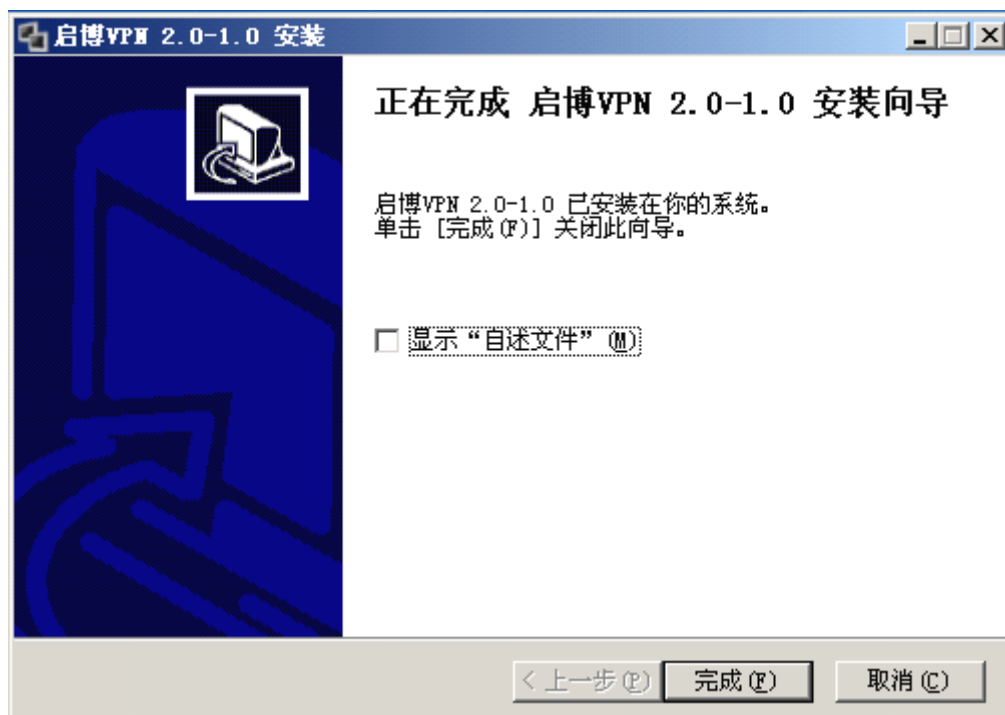 启博VPN 2.0-1.0 安装
正在完成 启博VPN 2.0-1.0 安装向导
启博VPN 2.0-1.0 已安装在你的系统。
单击 [完成(F)] 关闭此向导。
显示“自述文件”(M)
< 上一步(P)
完成(F)
取消(C)